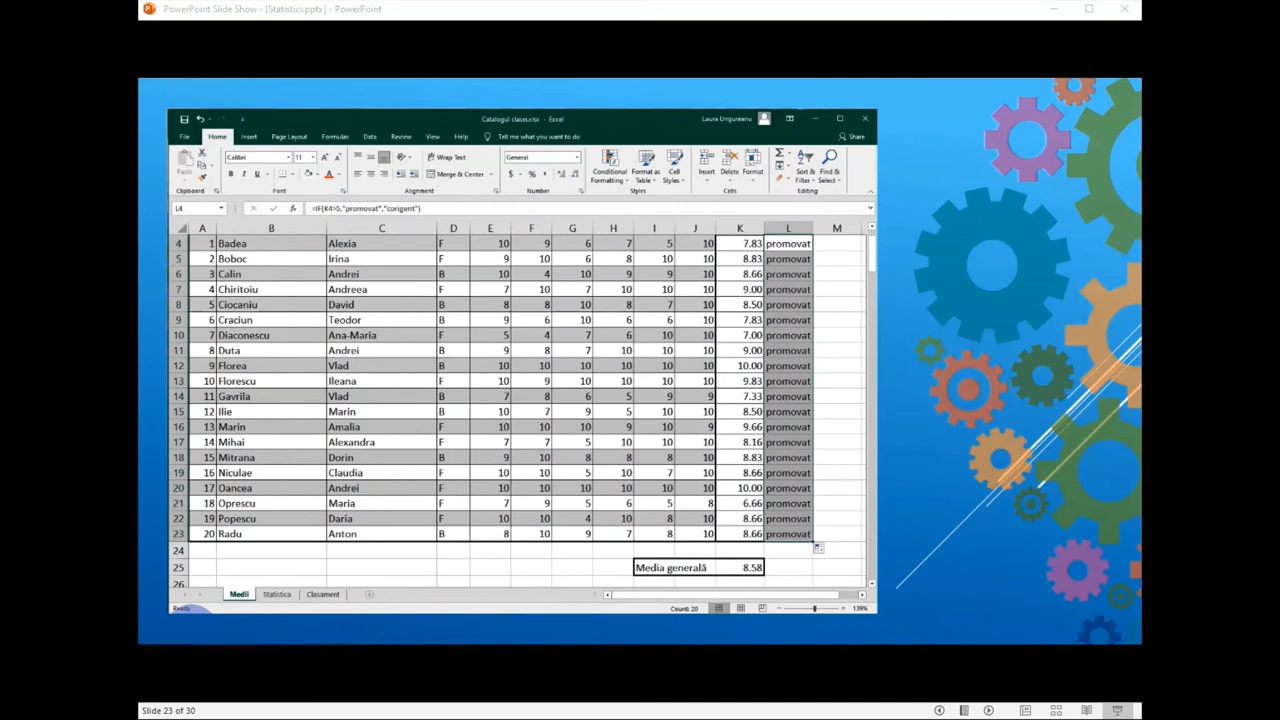 PowerPoint Slide Show - [Statistici.pptx] - PowerPoint
Catalogul clasei.xlsx - Excel
Laura Ungureanu
File Home Insert Page Layout Formulas Data Review View Help Tell me what you want to do Share
Calibri 11 Wrap Text General
B I U Merge & Center $ % Conditional Formatting Format as Table Cell Styles Insert Delete Format Sort & Filter Find & Select
Clipboard Font Alignment Number Styles Cells Editing
L4 fx =IF(K4>5,"promovat","corigent")
A B C D E F G H I J K L M
4 1 Badea Alexia F 10 9 6 7 5 10 7.83 promovat
5 2 Boboc Irina F 9 10 6 8 10 10 8.83 promovat
6 3 Calin Andrei B 10 4 10 9 9 10 8.66 promovat
7 4 Chiritoiu Andreea F 7 10 7 10 10 10 9.00 promovat
8 5 Ciocaniu David B 8 8 10 8 7 10 8.50 promovat
9 6 Craciun Teodor B 9 6 10 6 6 10 7.83 promovat
10 7 Diaconescu Ana-Maria F 5 4 7 6 10 10 7.00 promovat
11 8 Duta Andrei B 9 8 7 10 10 10 9.00 promovat
12 9 Florea Vlad B 10 10 10 10 10 10 10.00 promovat
13 10 Florescu Ileana F 10 9 10 10 10 10 9.83 promovat
14 11 Gavrila Vlad B 7 8 6 5 9 9 7.33 promovat
15 12 Ilie Marin B 10 7 9 5 10 10 8.50 promovat
16 13 Marin Amalia F 10 10 10 9 10 9 9.66 promovat
17 14 Mihai Alexandra F 7 7 5 10 10 10 8.16 promovat
18 15 Mitrana Dorin B 9 10 8 8 8 10 8.83 promovat
19 16 Niculae Claudia F 10 10 5 10 7 10 8.66 promovat
20 17 Oancea Andrei F 10 10 10 10 10 10 10.00 promovat
21 18 Oprescu Maria F 7 9 5 6 5 8 6.66 promovat
22 19 Popescu Daria F 10 10 4 10 8 10 8.66 promovat
23 20 Radu Anton B 8 10 9 7 8 10 8.66 promovat
24
25 Media generală 8.58
26
Medii Statistica Clasament
Ready Count: 20 139%
Slide 23 of 30